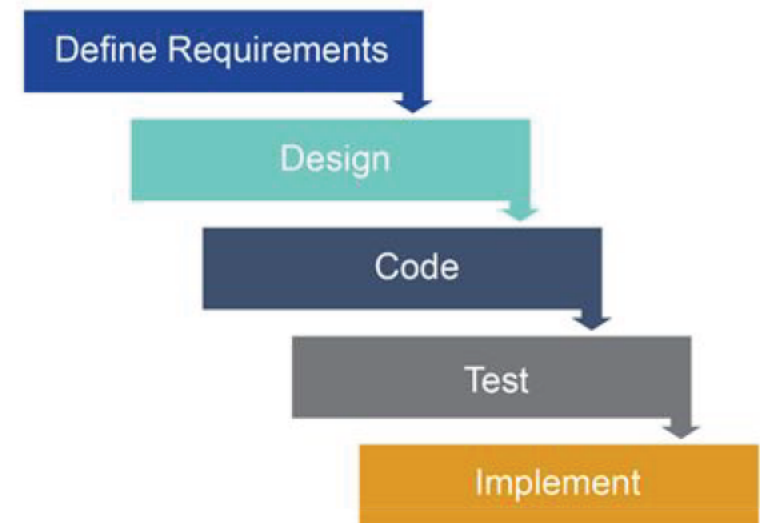 Define Requirements
Design
Code
Test
Implement